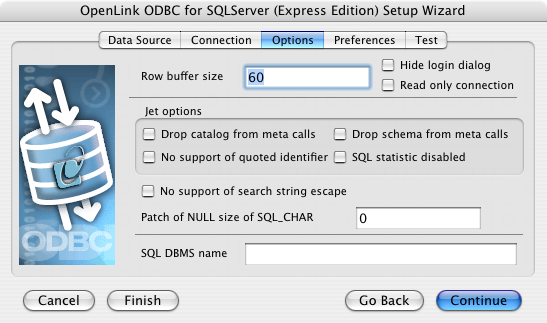 OpenLink ODBC for SQLServer (Express Edition) Setup Wizard
Data Source Connection Options Preferences Test
Row buffer size 60
Hide login dialog
Read only connection
Jet options
Drop catalog from meta calls Drop schema from meta calls
No support of quoted identifier SQL statistic disabled
No support of search string escape
Patch of NULL size of SQL_CHAR 0
SQL DBMS name
ODBC
Cancel Finish Go Back Continue